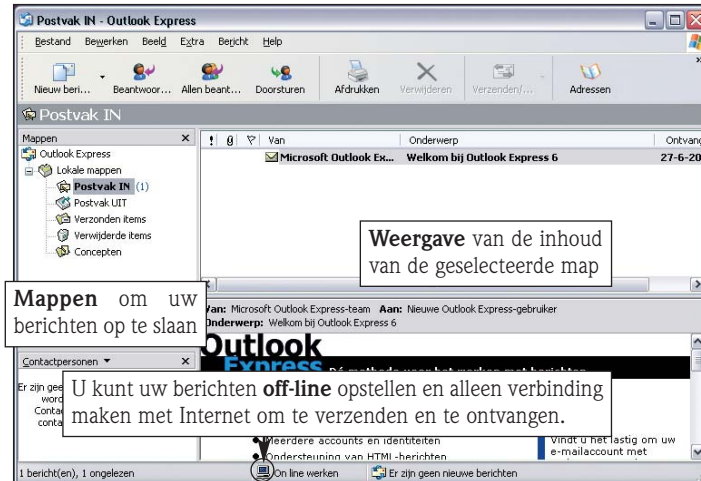 Postvak IN - Outlook Express
Bestand Bewerken Beeld Extra Bericht Help
Nieuw beri... Beantwoor... Allen beant... Doorsturen Afdrukken Verwijderen Verzenden/... Adressen
Postvak IN
Mappen
Outlook Express
Lokale mappen
Postvak IN (1)
Postvak UIT
Verzonden items
Verwijderde items
Concepten
Van Onderwerp Ontvang
Microsoft Outlook Ex... Welkom bij Outlook Express 6 27-6-20
Weergave van de inhoud
van de geselecteerde map
Mappen om uw
berichten op te slaan
Van: Microsoft Outlook Express-team Aan: Nieuwe Outlook Express-gebruiker
Onderwerp: Welkom bij Outlook Express 6
Outlook
Express
Contactpersonen
Er zijn gee
word
Conta
conta
U kunt uw berichten off-line opstellen en alleen verbinding
maken met Internet om te verzenden en te ontvangen.
Meerdere accounts en identiteiten
Ondersteuning van HTML-berichten
Vindt u het lastig om uw
e-mailaccount met
1 bericht(en), 1 ongelezen On line werken Er zijn geen nieuwe berichten